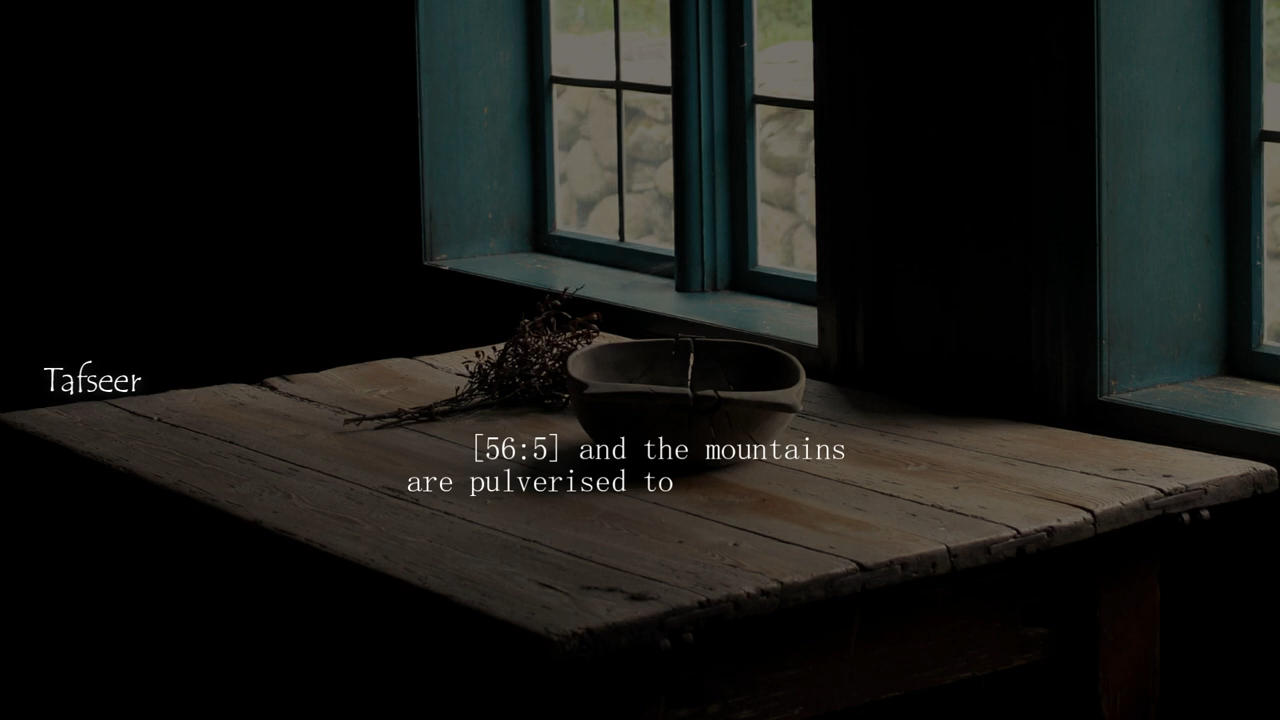 Tafseer
[56:5] and the mountains
are pulverised to